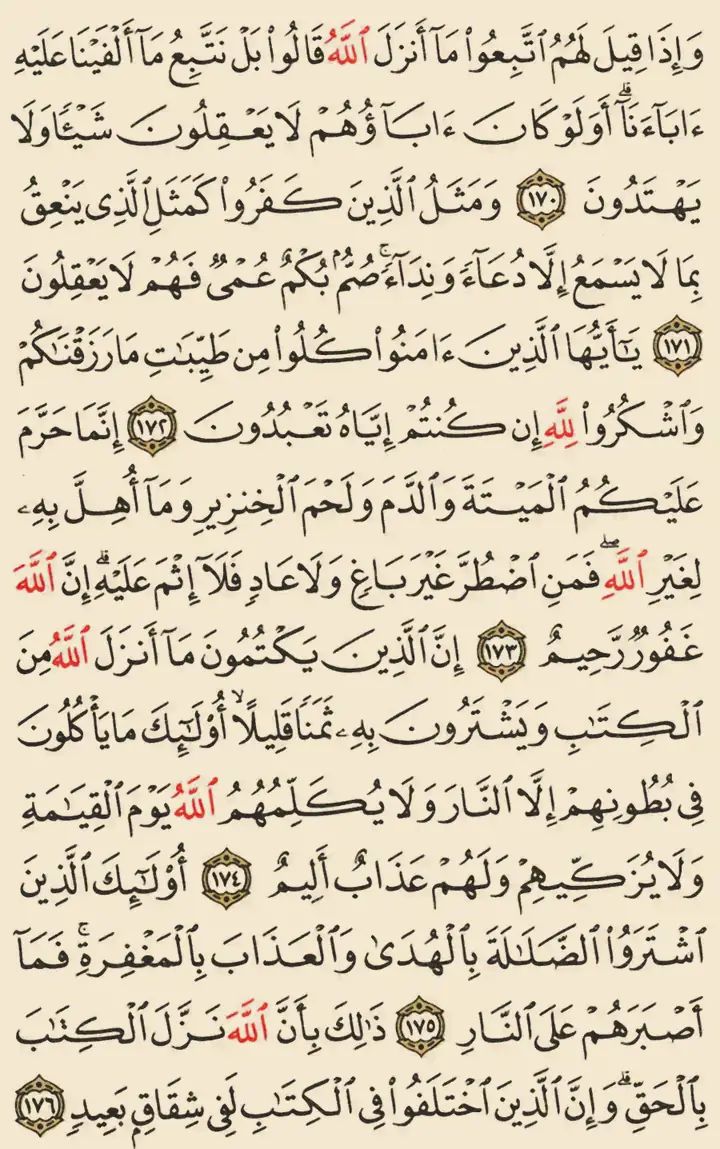 وَإِذَا قِيلَ لَهُمُ ٱتَّبِعُوا۟ مَآ أَنزَلَ ٱللَّهُ قَالُوا۟ بَلْ نَتَّبِعُ مَآ أَلْفَيْنَا عَلَيْهِ
ءَابَآءَنَآ ۗ أَوَلَوْ كَانَ ءَابَآؤُهُمْ لَا يَعْقِلُونَ شَيْـًٔا وَلَا
يَهْتَدُونَ ١٧٠ وَمَثَلُ ٱلَّذِينَ كَفَرُوا۟ كَمَثَلِ ٱلَّذِى يَنْعِقُ
بِمَا لَا يَسْمَعُ إِلَّا دُعَآءً وَنِدَآءً ۚ صُمٌّۢ بُكْمٌ عُمْىٌ فَهُمْ لَا يَعْقِلُونَ
١٧١ يَـٰٓأَيُّهَا ٱلَّذِينَ ءَامَنُوا۟ كُلُوا۟ مِن طَيِّبَـٰتِ مَا رَزَقْنَـٰكُمْ
وَٱشْكُرُوا۟ لِلَّهِ إِن كُنتُمْ إِيَّاهُ تَعْبُدُونَ ١٧٢ إِنَّمَا حَرَّمَ
عَلَيْكُمُ ٱلْمَيْتَةَ وَٱلدَّمَ وَلَحْمَ ٱلْخِنزِيرِ وَمَآ أُهِلَّ بِهِۦ
لِغَيْرِ ٱللَّهِ ۖ فَمَنِ ٱضْطُرَّ غَيْرَ بَاغٍ وَلَا عَادٍ فَلَآ إِثْمَ عَلَيْهِ ۚ إِنَّ ٱللَّهَ
غَفُورٌ رَّحِيمٌ ١٧٣ إِنَّ ٱلَّذِينَ يَكْتُمُونَ مَآ أَنزَلَ ٱللَّهُ مِنَ
ٱلْكِتَـٰبِ وَيَشْتَرُونَ بِهِۦ ثَمَنًا قَلِيلًا ۙ أُو۟لَـٰٓئِكَ مَا يَأْكُلُونَ
فِى بُطُونِهِمْ إِلَّا ٱلنَّارَ وَلَا يُكَلِّمُهُمُ ٱللَّهُ يَوْمَ ٱلْقِيَـٰمَةِ
وَلَا يُزَكِّيهِمْ وَلَهُمْ عَذَابٌ أَلِيمٌ ١٧٤ أُو۟لَـٰٓئِكَ ٱلَّذِينَ
ٱشْتَرَوُا۟ ٱلضَّلَـٰلَةَ بِٱلْهُدَىٰ وَٱلْعَذَابَ بِٱلْمَغْفِرَةِ ۚ فَمَآ
أَصْبَرَهُمْ عَلَى ٱلنَّارِ ١٧٥ ذَٰلِكَ بِأَنَّ ٱللَّهَ نَزَّلَ ٱلْكِتَـٰبَ
بِٱلْحَقِّ ۗ وَإِنَّ ٱلَّذِينَ ٱخْتَلَفُوا۟ فِى ٱلْكِتَـٰبِ لَفِى شِقَاقٍۭ بَعِيدٍ ١٧٦